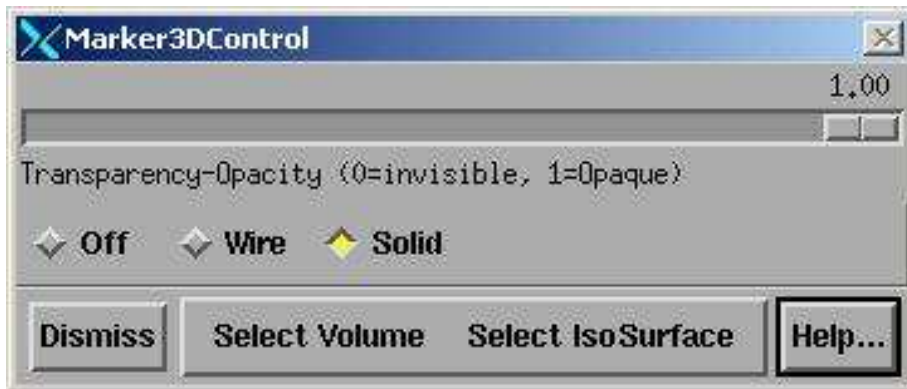 Marker3DControl
1.00
Transparency-Opacity (0=invisible, 1=Opaque)
Off Wire Solid
Dismiss Select Volume Select IsoSurface Help...